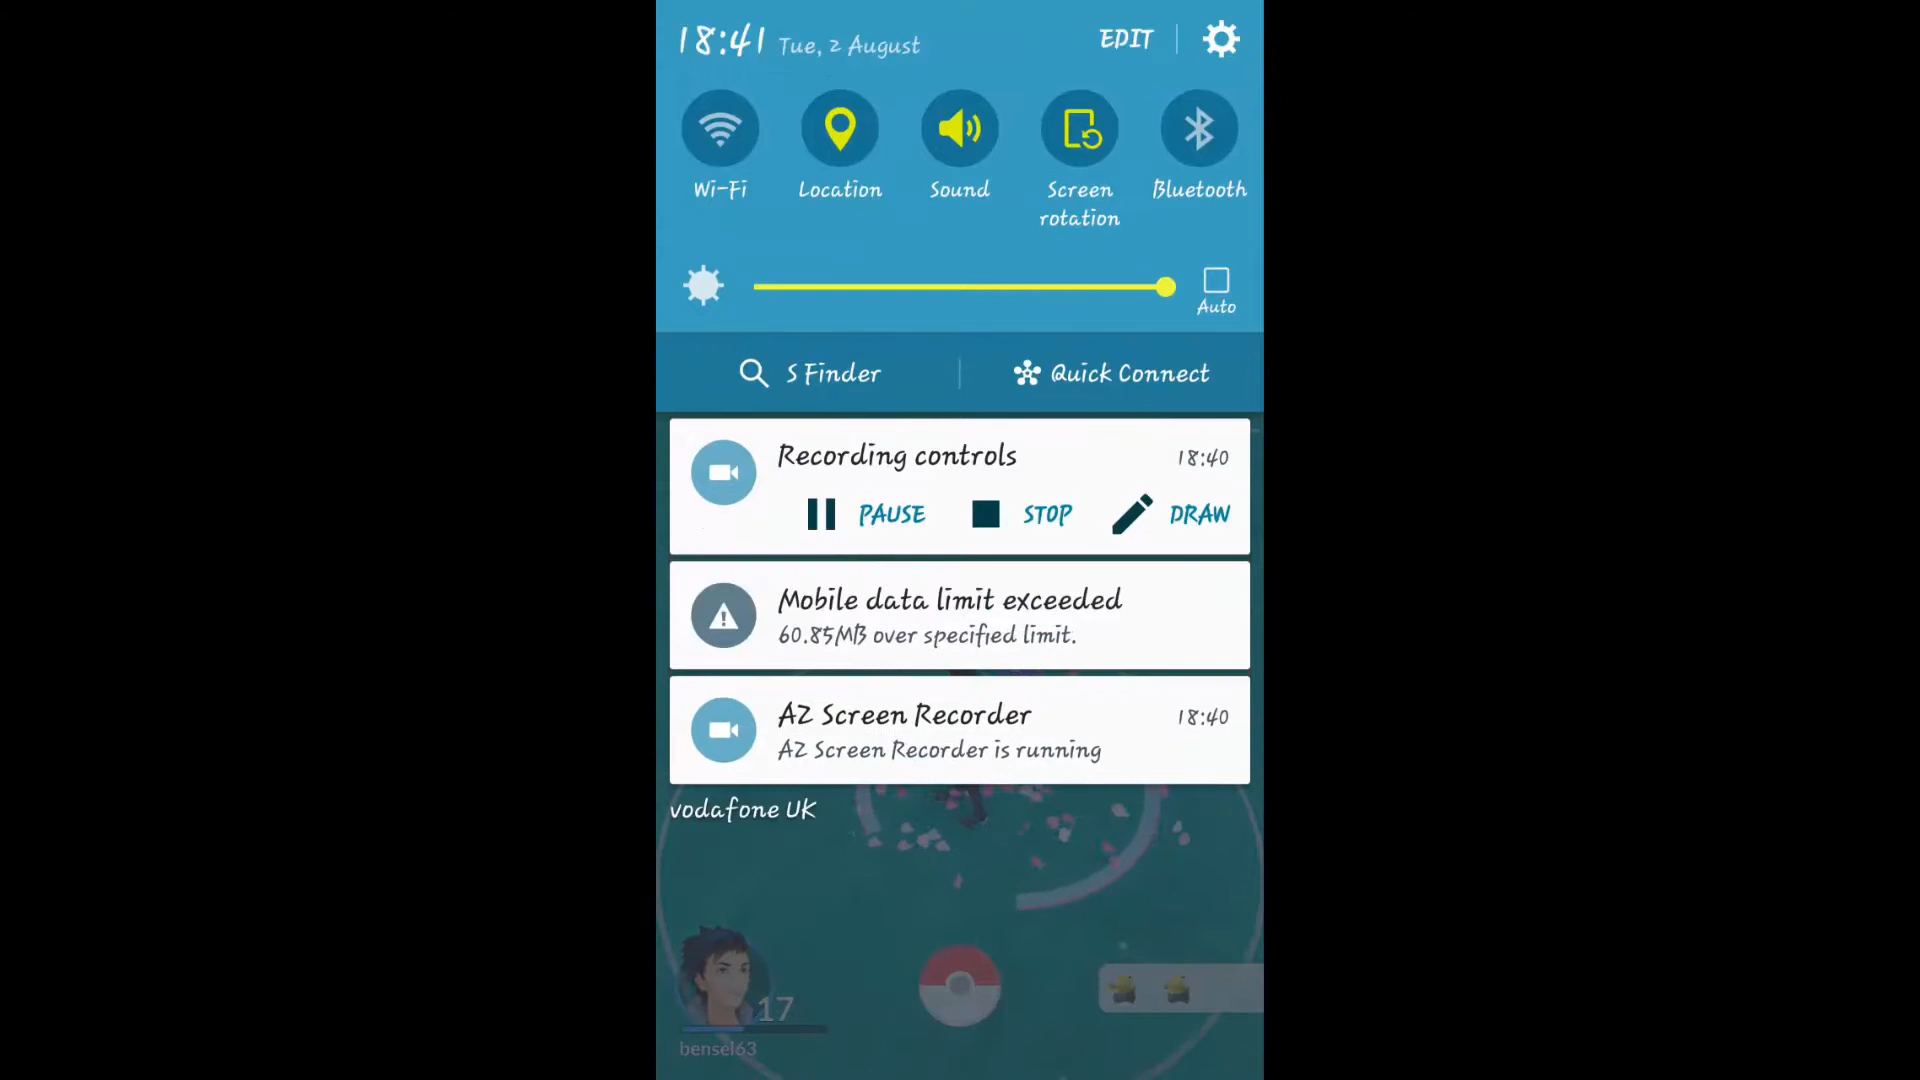 18:41 Tue, 2 August EDIT
Wi-Fi Location Sound Screen rotation Bluetooth
Auto
S Finder Quick Connect
Recording controls 18:40
PAUSE STOP DRAW
Mobile data limit exceeded
60.85MB over specified limit.
AZ Screen Recorder 18:40
AZ Screen Recorder is running
vodafone UK
17
bensei63